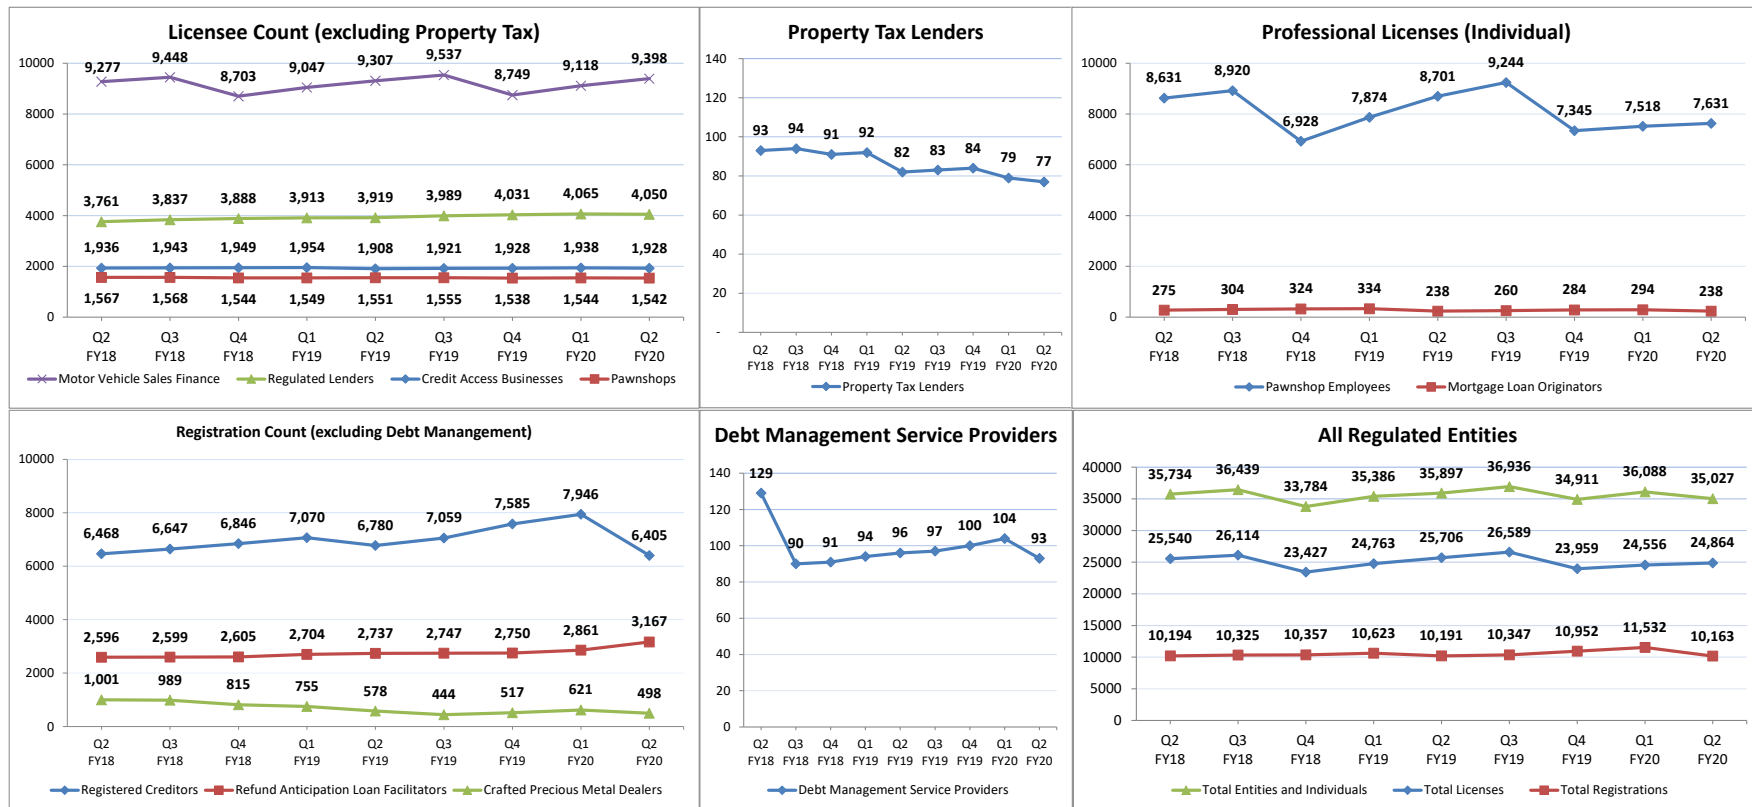 Licensee Count (excluding Property Tax)
10000
8000
6000
4000
2000
0
9,277 9,448 8,703 9,047 9,307 9,537 8,749 9,118 9,398
3,761 3,837 3,888 3,913 3,919 3,989 4,031 4,065 4,050
1,936 1,943 1,949 1,954 1,908 1,921 1,928 1,938 1,928
1,567 1,568 1,544 1,549 1,551 1,555 1,538 1,544 1,542
Q2 Q3 Q4 Q1 Q2 Q3 Q4 Q1 Q2
FY18 FY18 FY18 FY19 FY19 FY19 FY19 FY20 FY20
Motor Vehicle Sales Finance Regulated Lenders Credit Access Businesses Pawnshops
Property Tax Lenders
140
120
100
80
60
40
20
-
93 94 91 92 82 83 84 79 77
Q2 Q3 Q4 Q1 Q2 Q3 Q4 Q1 Q2
FY18 FY18 FY18 FY19 FY19 FY19 FY19 FY20 FY20
Property Tax Lenders
Professional Licenses (Individual)
10000
8000
6000
4000
2000
0
8,631 8,920 6,928 7,874 8,701 9,244 7,345 7,518 7,631
275 304 324 334 238 260 284 294 238
Q2 Q3 Q4 Q1 Q2 Q3 Q4 Q1 Q2
FY18 FY18 FY18 FY19 FY19 FY19 FY19 FY20 FY20
Pawnshop Employees Mortgage Loan Originators
Registration Count (excluding Debt Manangement)
10000
8000
6000
4000
2000
0
6,468 6,647 6,846 7,070 6,780 7,059 7,585 7,946 6,405
2,596 2,599 2,605 2,704 2,737 2,747 2,750 2,861 3,167
1,001 989 815 755 578 444 517 621 498
Q2 Q3 Q4 Q1 Q2 Q3 Q4 Q1 Q2
FY18 FY18 FY18 FY19 FY19 FY19 FY19 FY20 FY20
Registered Creditors Refund Anticipation Loan Facilitators Crafted Precious Metal Dealers
Debt Management Service Providers
140
120
100
80
60
40
20
0
129 90 91 94 96 97 100 104 93
Q2 Q3 Q4 Q1 Q2 Q3 Q4 Q1 Q2
FY18 FY18 FY18 FY19 FY19 FY19 FY19 FY20 FY20
Debt Management Service Providers
All Regulated Entities
40000
35000
30000
25000
20000
15000
10000
5000
0
35,734 36,439 33,784 35,386 35,897 36,936 34,911 36,088 35,027
25,540 26,114 23,427 24,763 25,706 26,589 23,959 24,556 24,864
10,194 10,325 10,357 10,623 10,191 10,347 10,952 11,532 10,163
Q2 Q3 Q4 Q1 Q2 Q3 Q4 Q1 Q2
FY18 FY18 FY18 FY19 FY19 FY19 FY19 FY20 FY20
Total Entities and Individuals Total Licenses Total Registrations